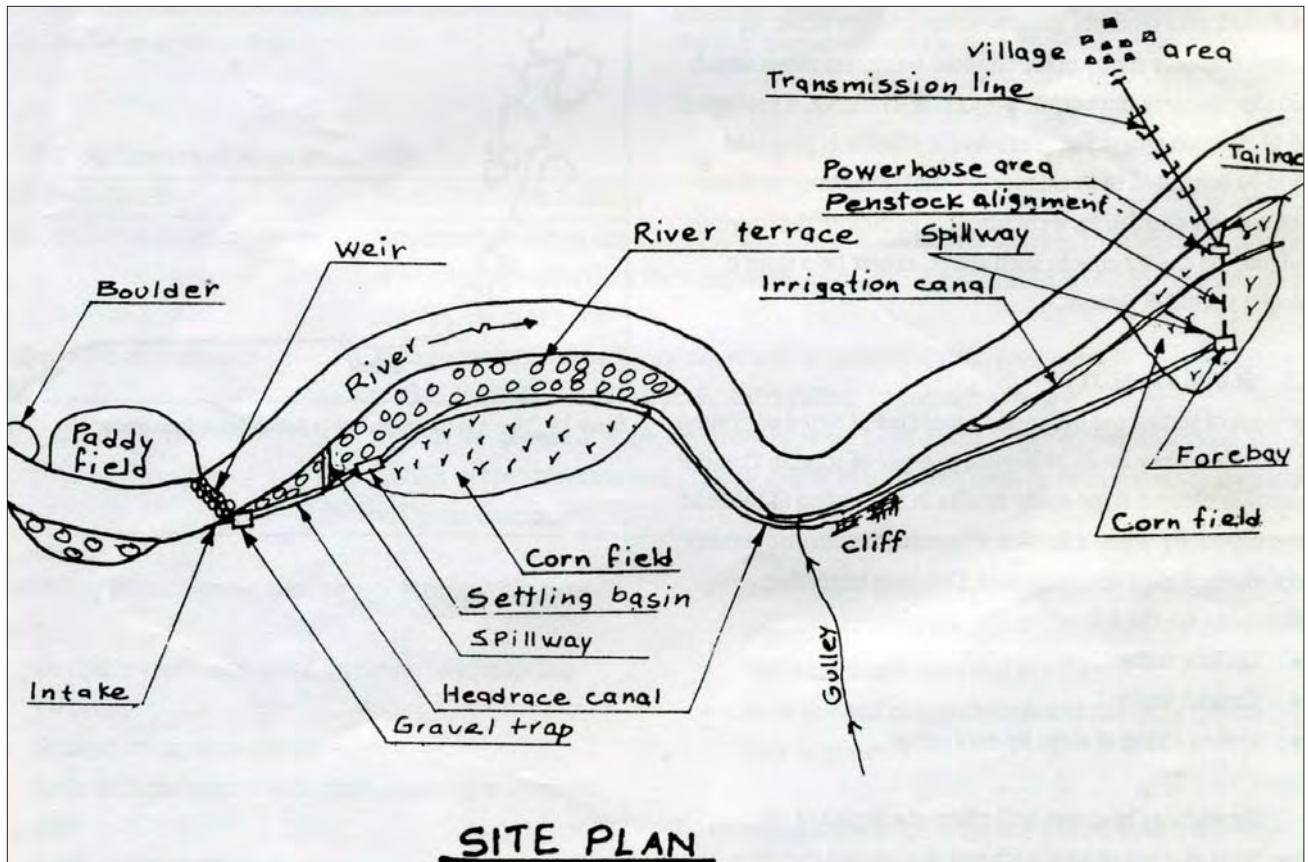 Village area
Transmission line
Tailrac
Powerhouse area
Penstock alignment
Spillway
River terrace
Weir
Irrigation canal
Boulder
River
Paddy field
Forebay
Corn field
cliff
Corn field
Settling basin
Spillway
Gulley
Intake
Headrace canal
Gravel trap
SITE PLAN